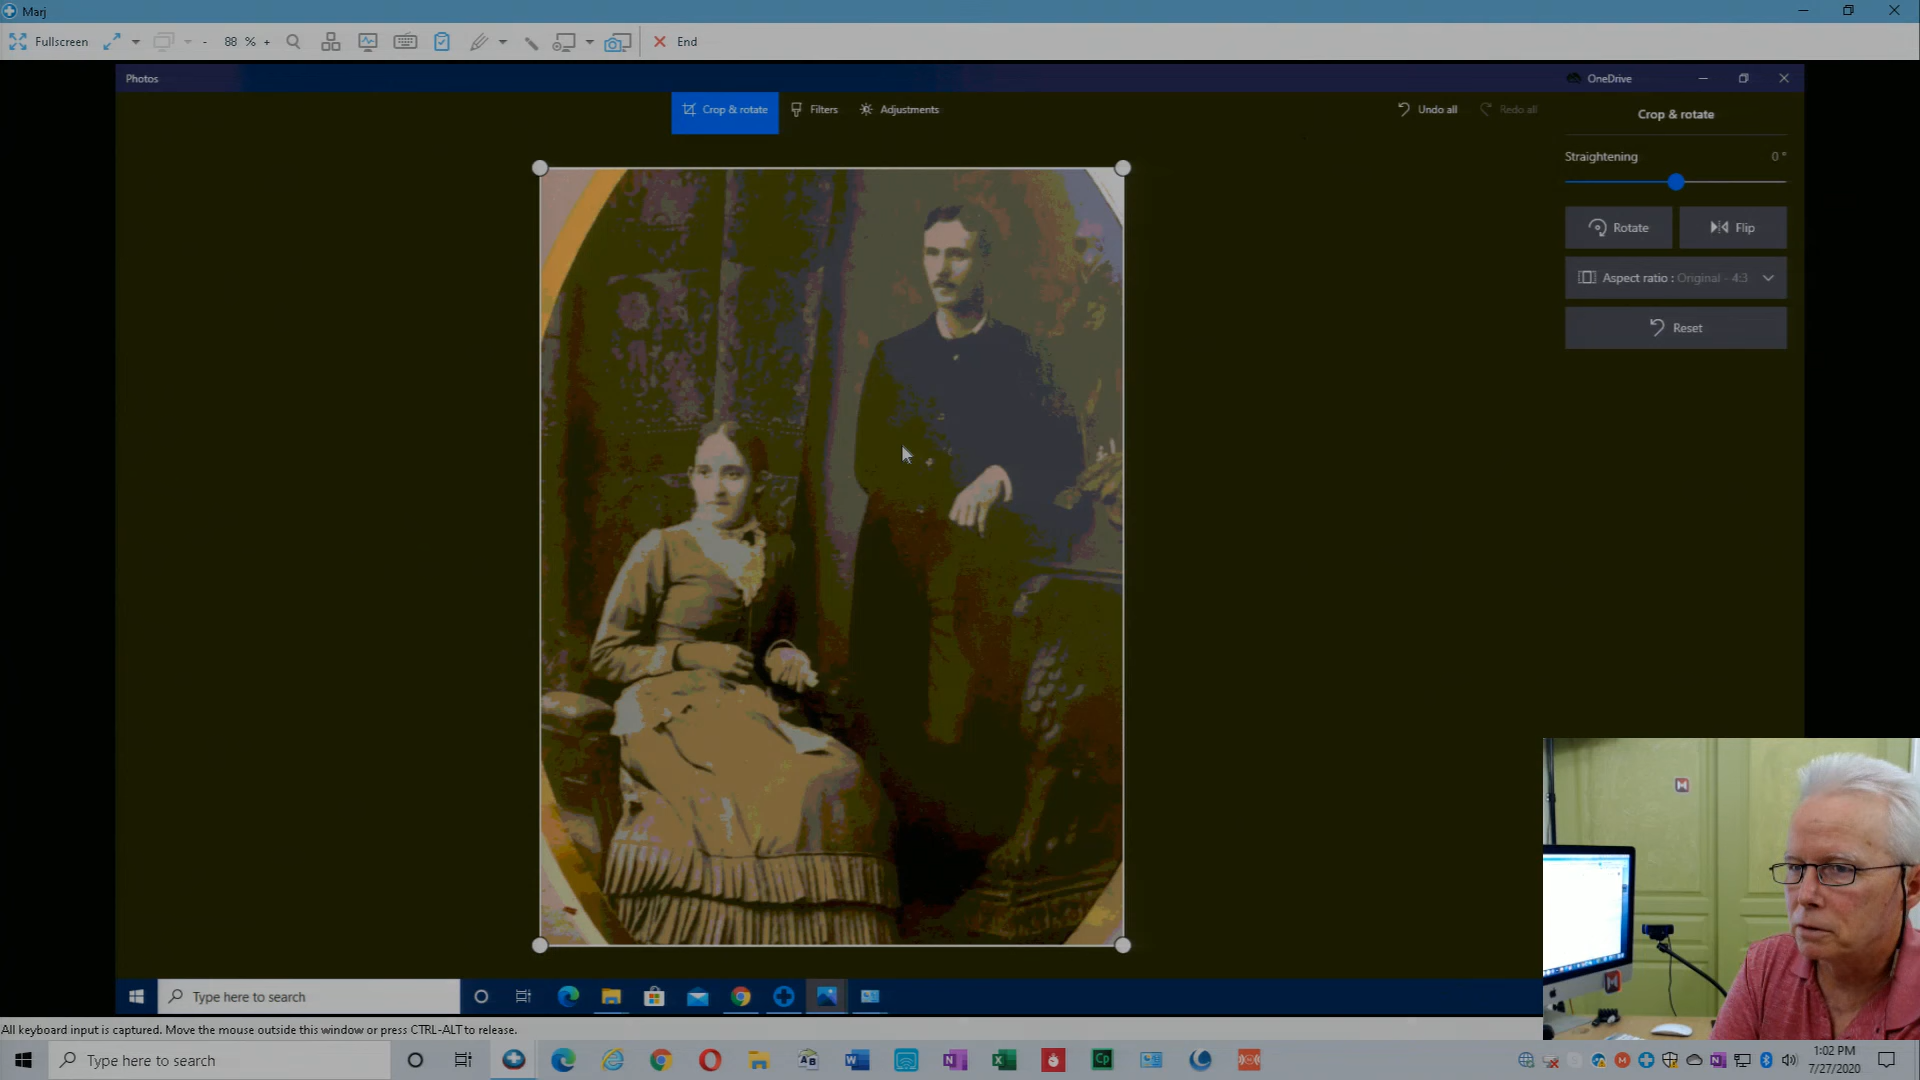 Marj
Fullscreen - 88 % + End
Photos OneDrive
Crop & rotate Filters Adjustments Undo all Redo all
Crop & rotate
Straightening 0 °
Rotate Flip
Aspect ratio : Original - 4:3
Reset
Type here to search
All keyboard input is captured. Move the mouse outside this window or press CTRL-ALT to release.
Type here to search
1:02 PM
7/27/2020